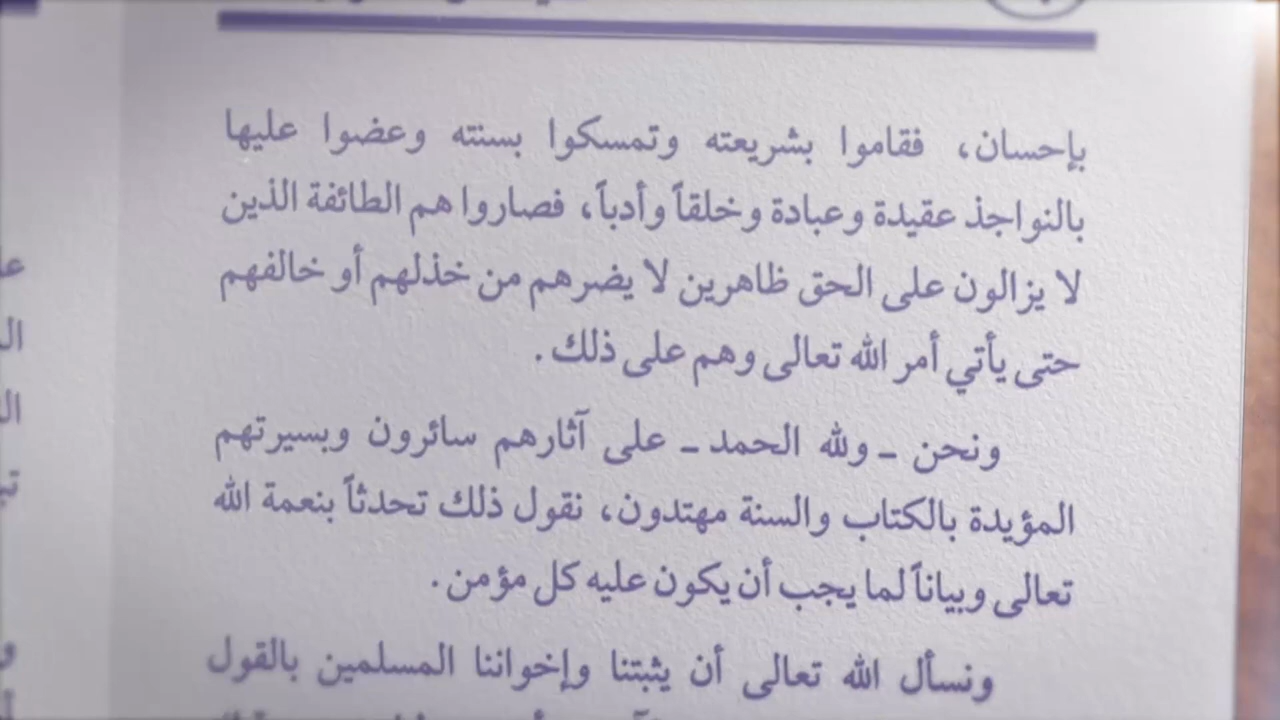 بإحسان، فقاموا بشريعته وتمسكوا بسنته وعضوا عليها
بالنواجذ عقيدة وعبادة وخلقاً وأدباً، فصاروا هم الطائفة الذين
لا يزالون على الحق ظاهرين لا يضرهم من خذلهم أو خالفهم
حتى يأتي أمر الله تعالى وهم على ذلك.
ونحن ـ ولله الحمد ـ على آثارهم سائرون وبسيرتهم
المؤيدة بالكتاب والسنة مهتدون، نقول ذلك تحدثاً بنعمة الله
تعالى وبياناً لما يجب أن يكون عليه كل مؤمن.
ونسأل الله تعالى أن يثبتنا وإخواننا المسلمين بالقول